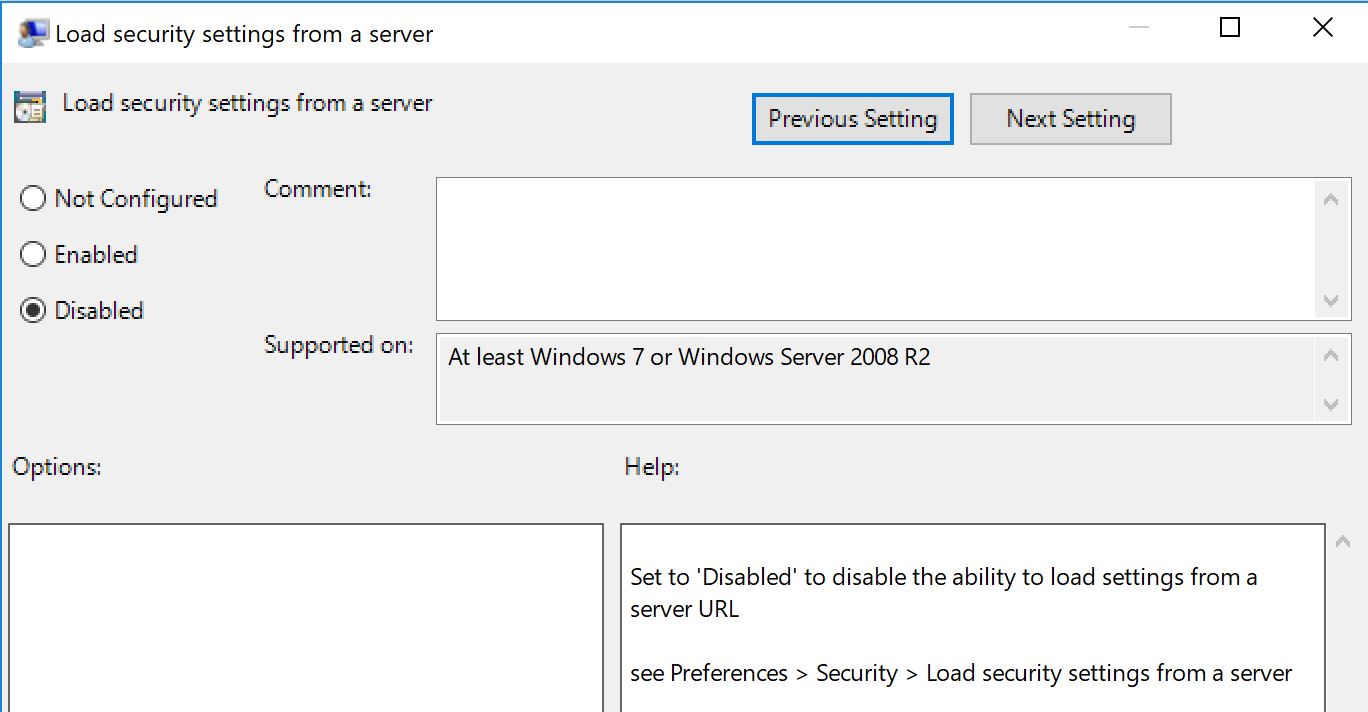 Load security settings from a server
Load security settings from a server
Previous Setting
Next Setting
Not Configured
Comment:
Enabled
Disabled
Supported on:
At least Windows 7 or Windows Server 2008 R2
Options:
Help:
Set to 'Disabled' to disable the ability to load settings from a
server URL
see Preferences > Security > Load security settings from a server